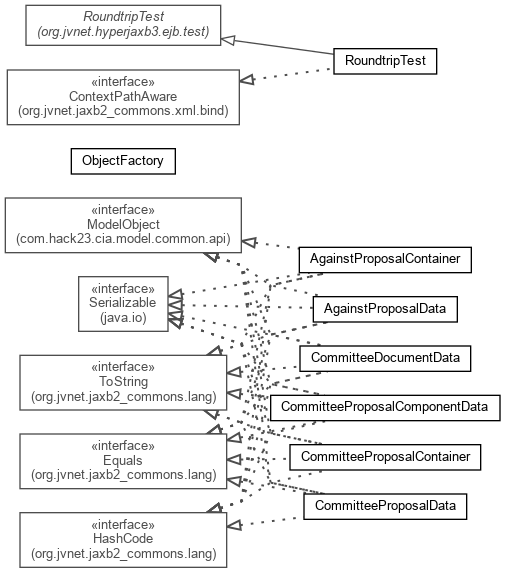 RoundtripTest
(org.jvnet.hyperjaxb3.ejb.test)
RoundtripTest
«interface»
ContextPathAware
(org.jvnet.jaxb2_commons.xml.bind)
ObjectFactory
«interface»
ModelObject
(com.hack23.cia.model.common.api)
AgainstProposalContainer
«interface»
Serializable
(java.io)
AgainstProposalData
CommitteeDocumentData
«interface»
ToString
(org.jvnet.jaxb2_commons.lang)
CommitteeProposalComponentData
«interface»
Equals
(org.jvnet.jaxb2_commons.lang)
CommitteeProposalContainer
CommitteeProposalData
«interface»
HashCode
(org.jvnet.jaxb2_commons.lang)